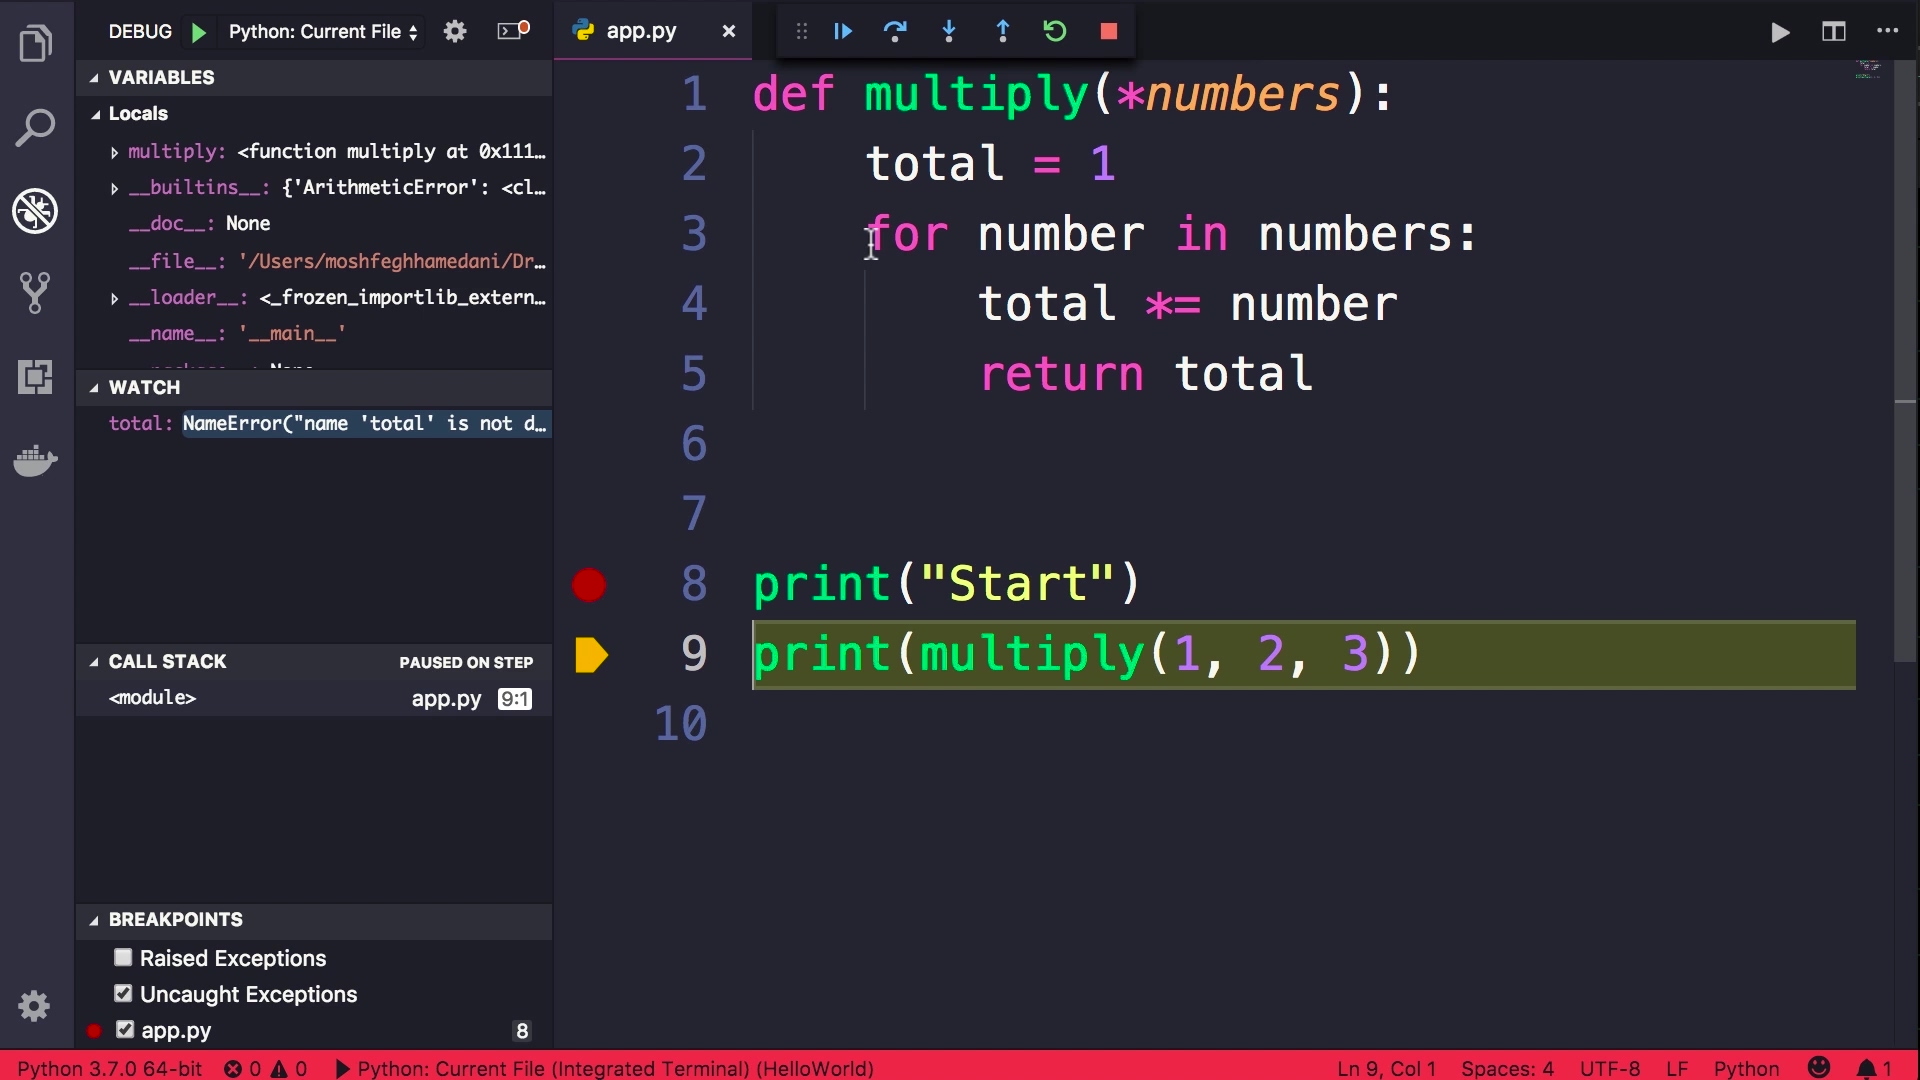 DEBUG Python: Current File
VARIABLES
Locals
multiply: <function multiply at 0x111…
__builtins__: {'ArithmeticError': <cl…
__doc__: None
__file__: '/Users/moshfeghhamedani/Dr…
__loader__: <_frozen_importlib_extern…
__name__: '__main__'
WATCH
total: NameError("name 'total' is not d…
CALL STACK PAUSED ON STEP
<module> app.py 9:1
BREAKPOINTS
Raised Exceptions
Uncaught Exceptions
app.py 8
app.py ×
1 def multiply(*numbers):
2     total = 1
3     for number in numbers:
4         total *= number
5         return total
6
7
8 print("Start")
9 print(multiply(1, 2, 3))
10
Python 3.7.0 64-bit 0 0 Python: Current File (Integrated Terminal) (HelloWorld) Ln 9, Col 1 Spaces: 4 UTF-8 LF Python 1